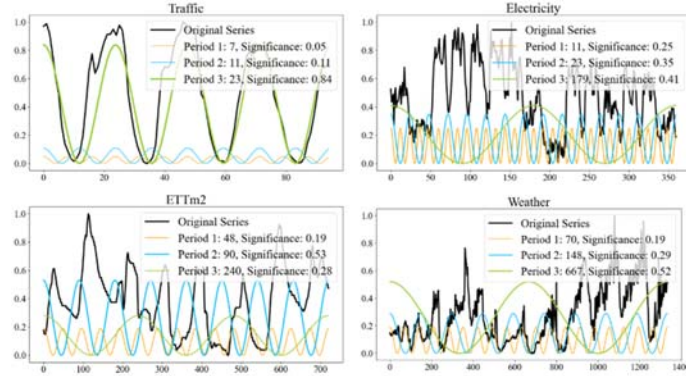 Traffic
1.0
0.8
0.6
0.4
0.2
0.0
Original Series
Period 1: 7, Significance: 0.05
Period 2: 11, Significance: 0.11
Period 3: 23, Significance: 0.84
0 20 40 60 80
Electricity
1.0
0.8
0.6
0.4
0.2
0.0
Original Series
Period 1: 11, Significance: 0.25
Period 2: 23, Significance: 0.35
Period 3: 179, Significance: 0.41
0 50 100 150 200 250 300 350
ETTm2
1.0
0.8
0.6
0.4
0.2
0.0
Original Series
Period 1: 48, Significance: 0.19
Period 2: 90, Significance: 0.53
Period 3: 240, Significance: 0.28
0 100 200 300 400 500 600 700
Weather
1.0
0.8
0.6
0.4
0.2
0.0
Original Series
Period 1: 70, Significance: 0.19
Period 2: 148, Significance: 0.29
Period 3: 667, Significance: 0.52
0 200 400 600 800 1000 1200 1400